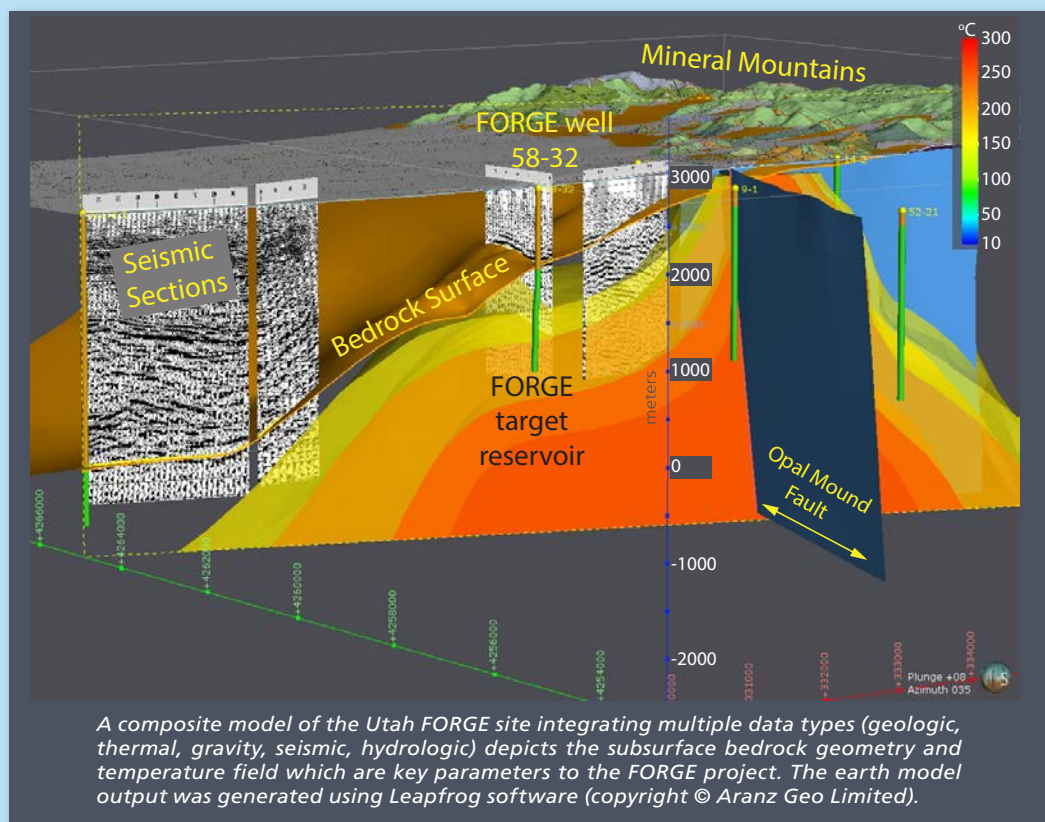 °C
300
250
200
150
100
50
10
Mineral Mountains
FORGE well
58-32
3000
9-1
52-21
Seismic
Sections
Bedrock Surface
2000
1000
meters
FORGE
target
reservoir
0
Opal Mound
Fault
-1000
-2000
+4266000
+4264000
+4262000
+4260000
+4258000
+4256000
+4254000
+332000
+333000
+334000
Plunge +08
Azimuth 035
A composite model of the Utah FORGE site integrating multiple data types (geologic,
thermal, gravity, seismic, hydrologic) depicts the subsurface bedrock geometry and
temperature field which are key parameters to the FORGE project. The earth model
output was generated using Leapfrog software (copyright © Aranz Geo Limited).